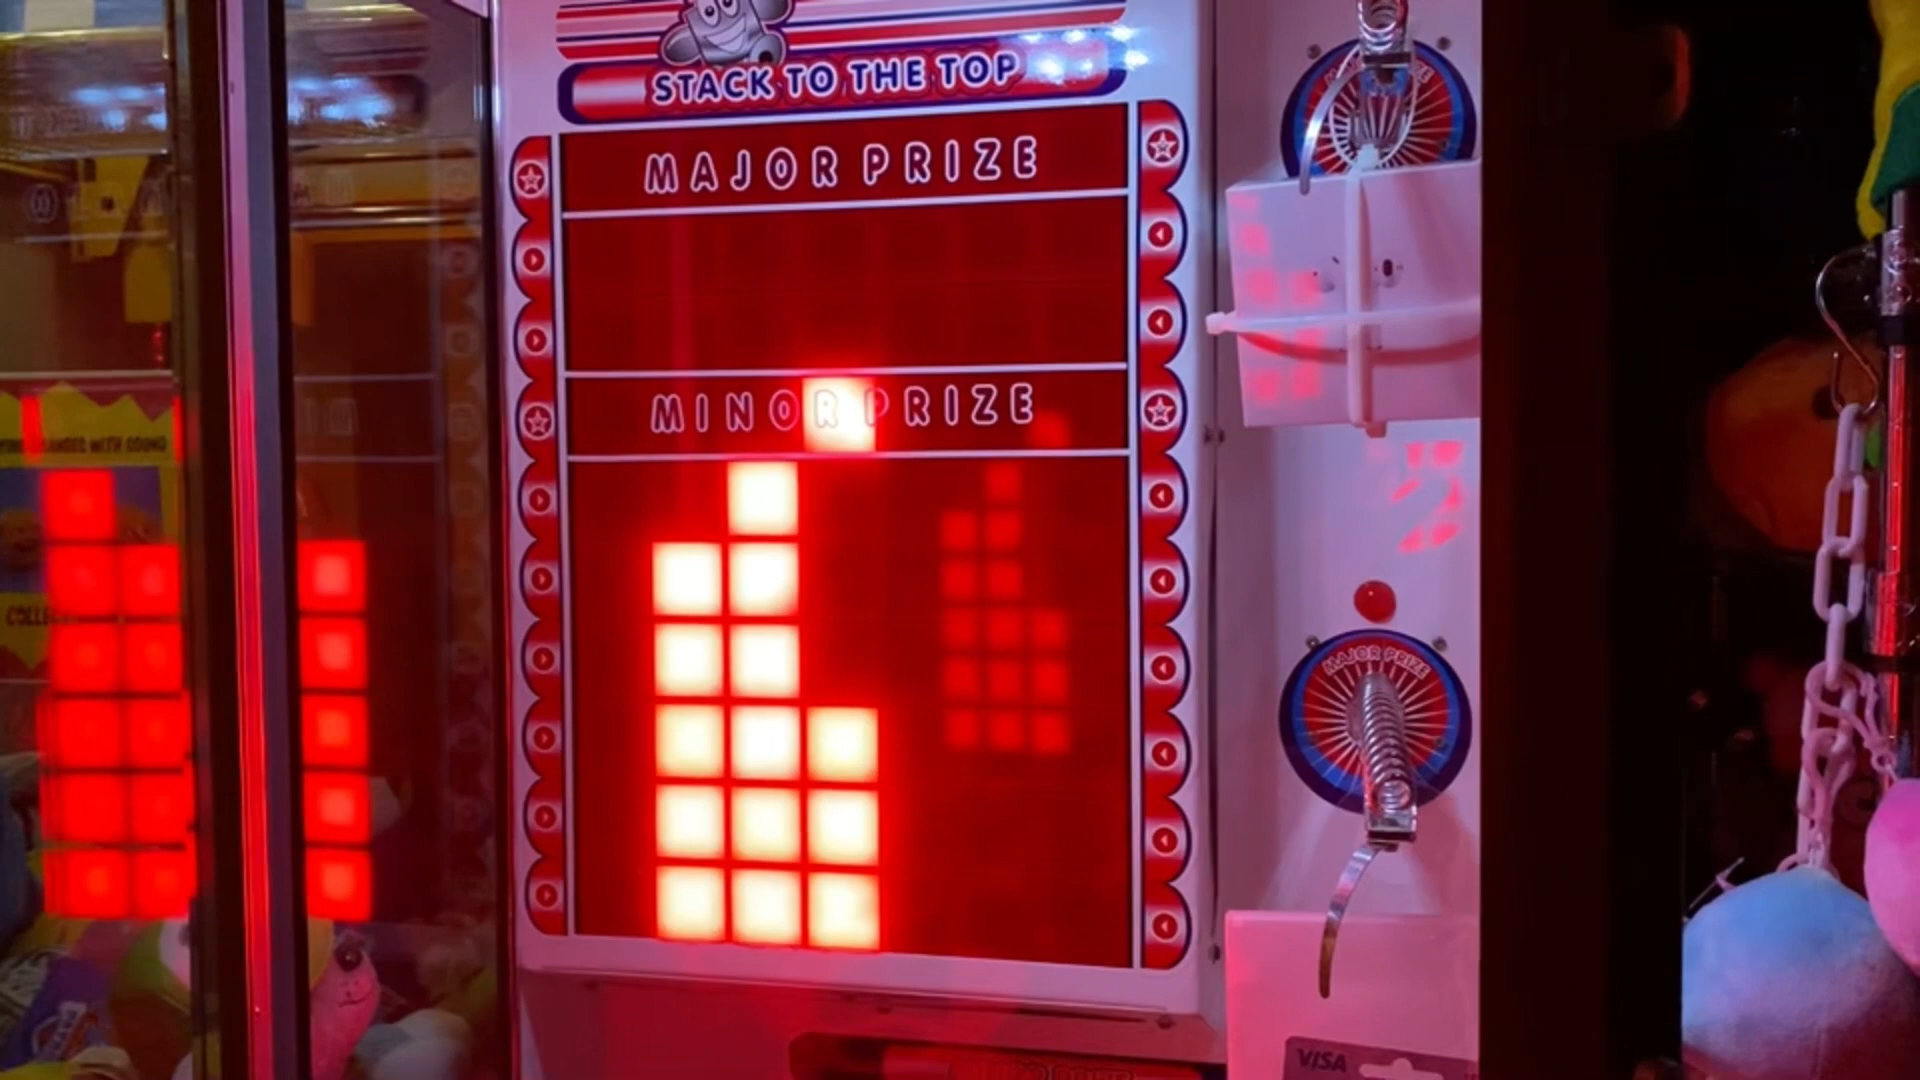 STACK TO THE TOP
MAJOR PRIZE
MINOR PRIZE
MAJOR PRIZE
VISA